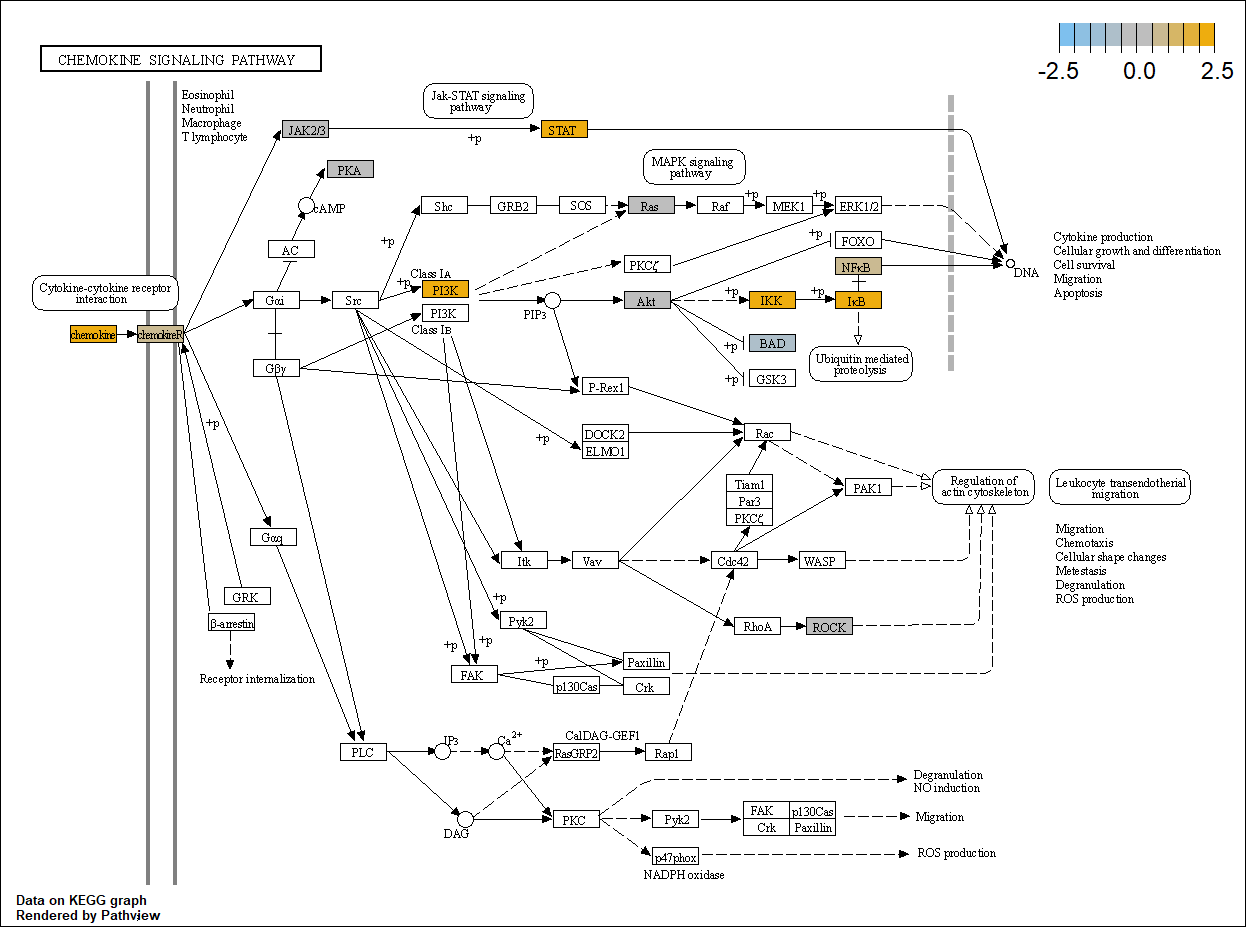 -2.5 0.0 2.5
CHEMOKINE SIGNALING PATHWAY
Eosinophil
Neutrophil
Macrophage
T lymphocyte
Jak-STAT signaling
pathway
JAK2/3
+p
STAT
PKA
MAPK signaling
pathway
cAMP
Shc
GRB2
SOS
Ras
Raf
+p
MEK1
+p
ERK1/2
+p
AC
+p
FOXO
Cytokine production
Cellular growth and differentiation
Cell survival
Migration
Apoptosis
PKCζ
NFκB
DNA
Cytokine-cytokine receptor
interaction
Class IA
+p
PI3K
Gαi
Src
PI3K
Class IB
PIP3
Akt
+p
IKK
+p
IκB
chemokine
chemokineR
+p
BAD
Ubiquitin mediated
proteolysis
Gβγ
+p
GSK3
P-Rex1
+p
+p
DOCK2
ELMO1
Rac
Tiam1
Par3
PKCζ
PAK1
Regulation of
actin cytoskeleton
Leukocyte transendotherial
migration
Gαq
Migration
Chemotaxis
Cellular shape changes
Metestasis
Degranulation
ROS production
Itk
Vav
Cdc42
WASP
GRK
β-arrestin
+p
Pyk2
RhoA
ROCK
+p
+p
+p
Receptor internalization
FAK
Paxillin
p130Cas
Crk
PLC
IP3
Ca2+
CalDAG-GEF1
RasGRP2
Rap1
DAG
PKC
Degranulation
NO induction
Pyk2
FAK
p130Cas
Crk
Paxillin
Migration
p47phox
NADPH oxidase
ROS production
Data on KEGG graph
Rendered by Pathview